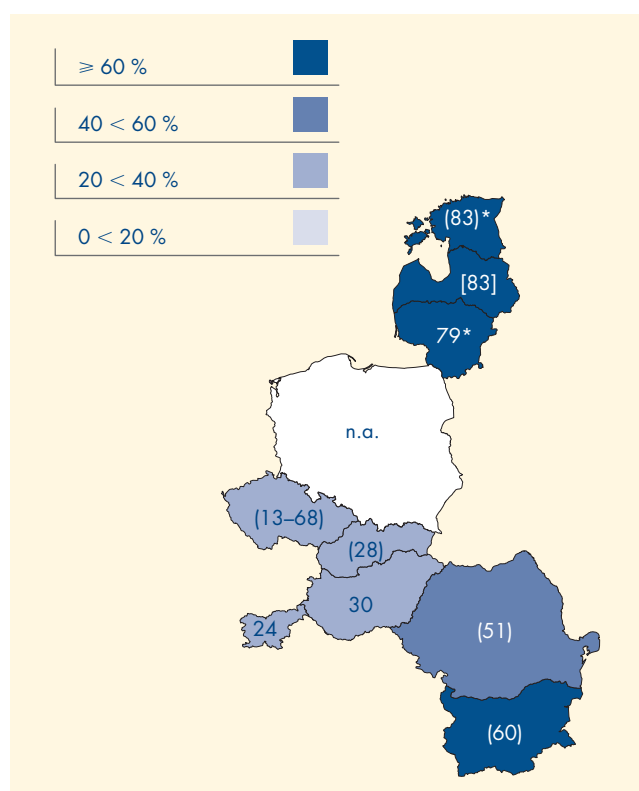 ⩾ 60 %
40 < 60 %
20 < 40 %
0 < 20 %
(83)*
[83]
79*
n.a.
(13–68)
(28)
30
24
(51)
(60)